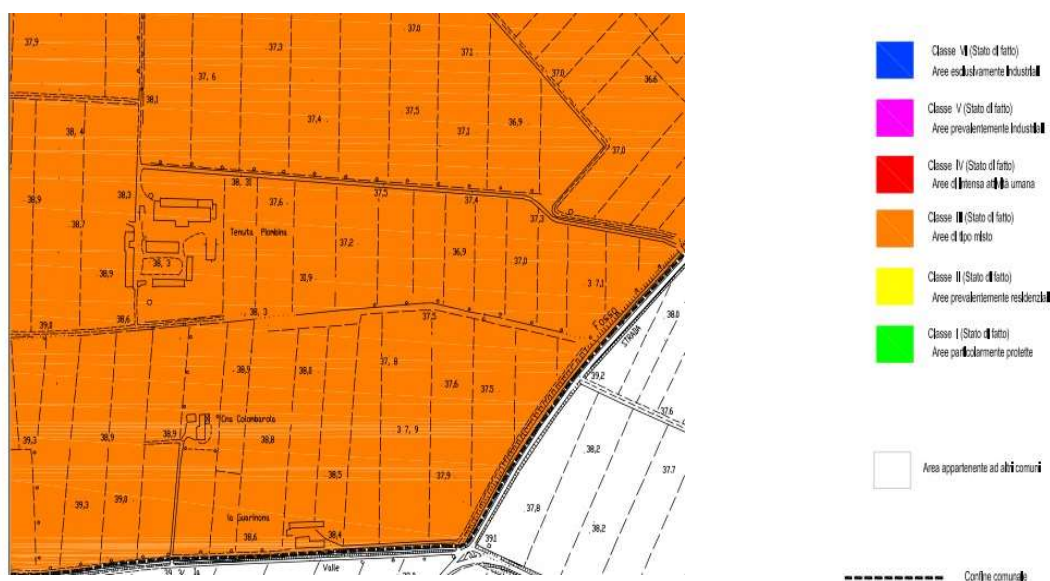 37,9
37,3
37,0
37,1
37,0
36,6
37, 6
38,1
38, 4
37,4
37,5
37,1
36,9
37,0
38,9
38,3
38, 31
37,5
37,4
37,3
38,7
37,6
Tenuta Piombina
37,2
36,9
37,0
38, 3
38,9
31,9
3 7,1
38,6
38, 3
37,5
39,0
Fosso
STRADA
38,0
38,9
38,0
37, 8
37,6
37,5
39,2
37,6
Cna Colombarola
38,9
38,9
38,8
3 7, 9
39,3
38,5
37,9
38,2
37,7
39,3
39,0
la Guarinona
38,6
38,4
37,8
38,2
39,1
Valle
Classe VI (Stato di fatto)
Aree esclusivamente industriali
Classe V (Stato di fatto)
Aree prevalentemente industriali
Classe IV (Stato di fatto)
Aree di intensa attività umana
Classe III (Stato di fatto)
Aree di tipo misto
Classe II (Stato di fatto)
Aree prevalentemente residenziali
Classe I (Stato di fatto)
Aree particolarmente protette
Area appartenente ad altri comuni
Confine comunale